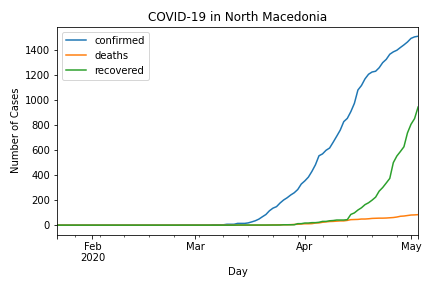 COVID-19 in North Macedonia
confirmed
deaths
recovered
1400
1200
1000
800
600
400
200
0
Number of Cases
Feb
2020
Mar
Apr
May
Day